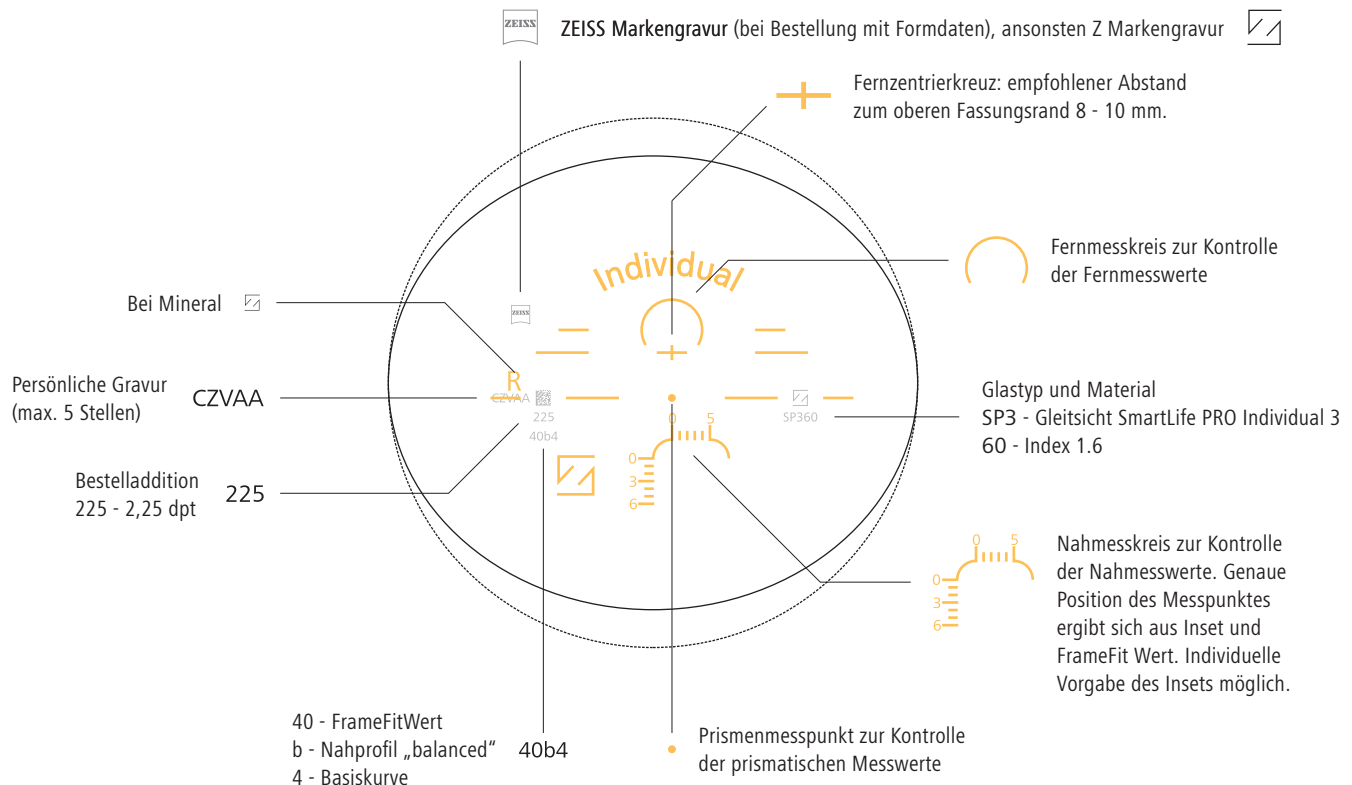 ZEISS
ZEISS Markengravur (bei Bestellung mit Formdaten), ansonsten Z Markengravur
Fernzentrierkreuz: empfohlener Abstand
zum oberen Fassungsrand 8 - 10 mm.
Individual
Fernmesskreis zur Kontrolle
der Fernmesswerte
Bei Mineral
ZEISS
R
Persönliche Gravur
(max. 5 Stellen)
CZVAA
CZVAA
225
40b4
0 5
0
3
6
SP360
Glastyp und Material
SP3 - Gleitsicht SmartLife PRO Individual 3
60 - Index 1.6
Bestelladdition
225 - 2,25 dpt
225
0 5
0
3
6
Nahmesskreis zur Kontrolle
der Nahmesswerte. Genaue
Position des Messpunktes
ergibt sich aus Inset und
FrameFit Wert. Individuelle
Vorgabe des Insets möglich.
40 - FrameFitWert
b - Nahprofil „balanced“
4 - Basiskurve
40b4
Prismenmesspunkt zur Kontrolle
der prismatischen Messwerte